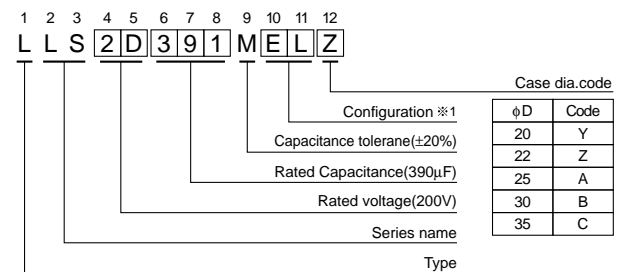 1 2 3 4 5 6 7 8 9 10 11 12
L L S 2 D 3 9 1 M E L Z
Case dia.code
Configuration ※1
Capacitance tolerane(±20%)
Rated Capacitance(390μF)
Rated voltage(200V)
Series name
Type
φD Code
20 Y
22 Z
25 A
30 B
35 C